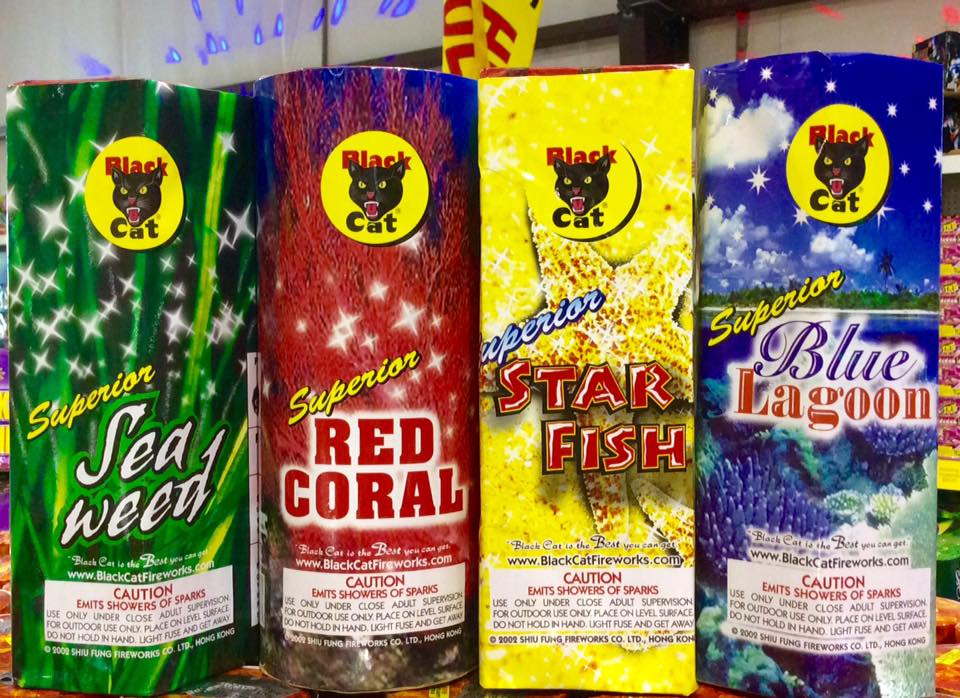 Black
Cat
Superior
Sea
weed
"Black Cat is the Best you can get.
www.BlackCatFireworks.com
CAUTION
EMITS SHOWERS OF SPARKS
USE ONLY UNDER CLOSE ADULT SUPERVISION.
FOR OUTDOOR USE ONLY. PLACE ON LEVEL SURFACE
DO NOT HOLD IN HAND. LIGHT FUSE AND GET AWAY.
© 2002 SHIU FUNG FIREWORKS CO. LTD., HONG KONG
Black
Cat
Superior
RED
CORAL
"Black Cat is the Best you can get.
www.BlackCatFireworks.com
CAUTION
EMITS SHOWERS OF SPARKS
USE ONLY UNDER CLOSE ADULT SUPERVISION.
FOR OUTDOOR USE ONLY. PLACE ON LEVEL SURFACE
DO NOT HOLD IN HAND. LIGHT FUSE AND GET AWAY
© 2002 SHIU FUNG FIREWORKS CO. LTD., HONG KONG
Black
Cat
Superior
STAR
FISH
"Black Cat is the Best you can get."
www.BlackCatFireworks.com
CAUTION
EMITS SHOWERS OF SPARKS
USE ONLY UNDER CLOSE ADULT SUPERVISION.
FOR OUTDOOR USE ONLY. PLACE ON LEVEL SURFACE
DO NOT HOLD IN HAND. LIGHT FUSE AND GET AWAY
© 2002 SHIU FUNG FIREWORKS CO. LTD., HONG KON
Black
Cat
Superior
Blue
Lagoon
"Black Cat is the Best you can get.
www.BlackCatFireworks.com
CAUTION
EMITS SHOWERS OF SPARKS
USE ONLY UNDER CLOSE ADULT SUPERVISION.
FOR OUTDOOR USE ONLY. PLACE ON LEVEL SURFACE
DO NOT HOLD IN HAND. LIGHT FUSE AND GET AWAY.
© 2002 SHIU FUNG FIREWORKS CO. LTD., HONG KONG